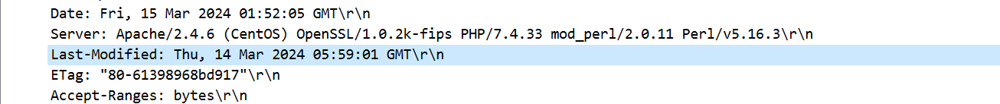 Date: Fri, 15 Mar 2024 01:52:05 GMT\r\n
Server: Apache/2.4.6 (CentOS) OpenSSL/1.0.2k-fips PHP/7.4.33 mod_perl/2.0.11 Perl/v5.16.3\r\n
Last-Modified: Thu, 14 Mar 2024 05:59:01 GMT\r\n
ETag: "80-61398968bd917"\r\n
Accept-Ranges: bytes\r\n